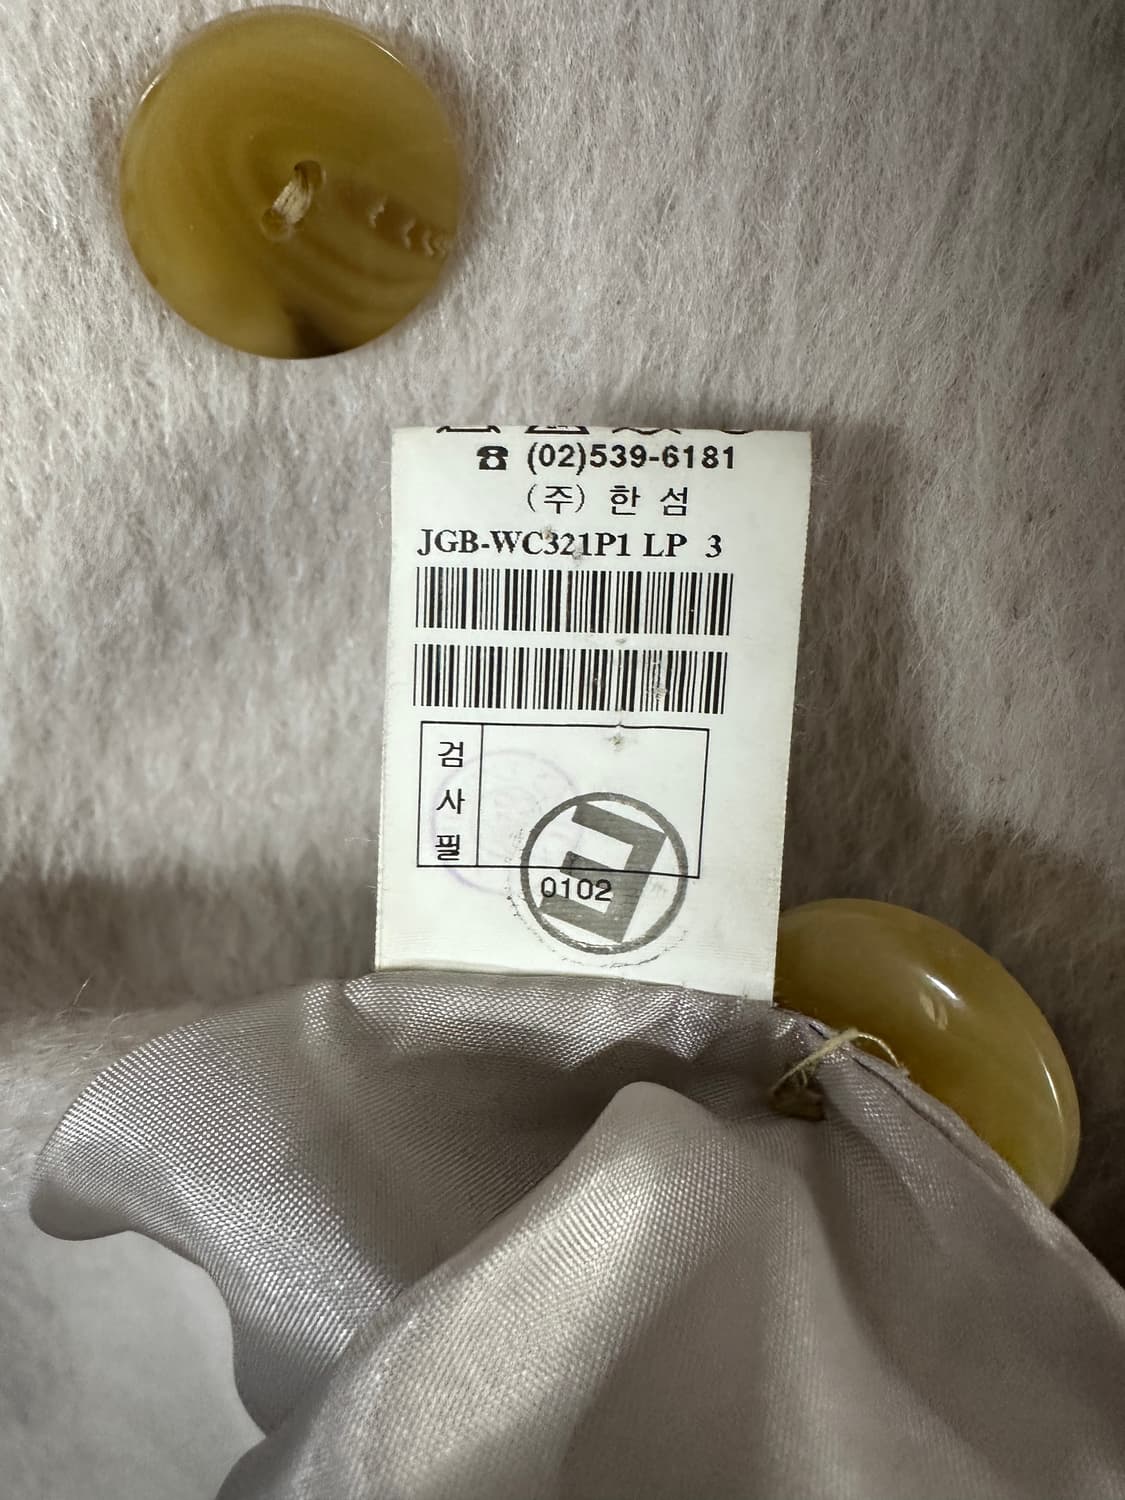 ☎ (02)539-6181
(주) 한 섬
JGB-WC321P1 LP 3
검
사
필
0102